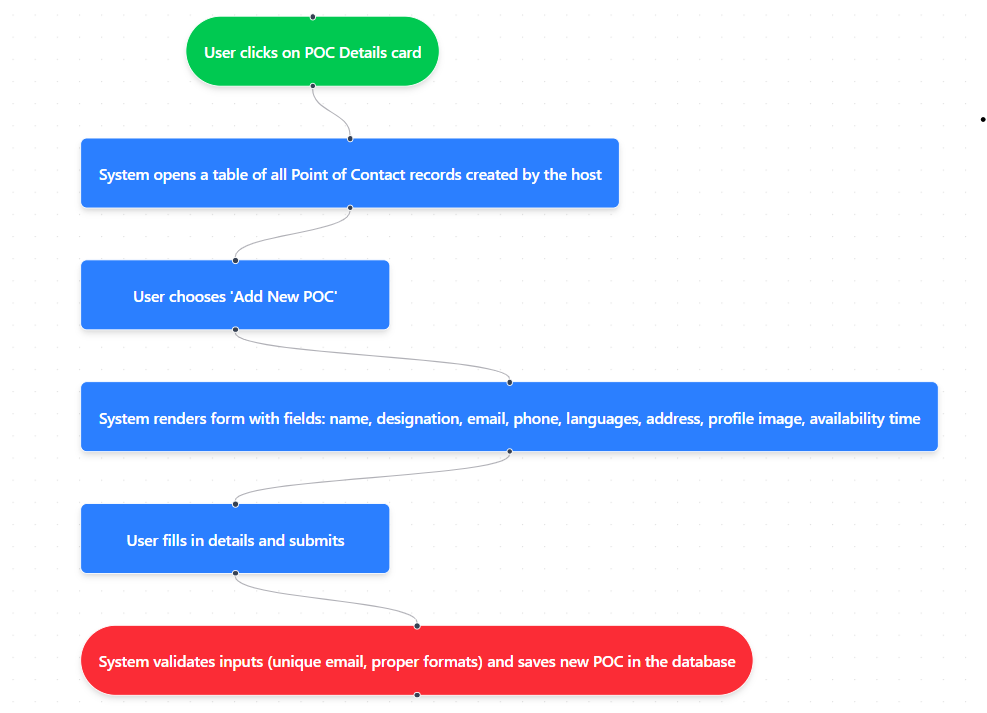 User clicks on POC Details card
System opens a table of all Point of Contact records created by the host
User chooses 'Add New POC'
System renders form with fields: name, designation, email, phone, languages, address, profile image, availability time
User fills in details and submits
System validates inputs (unique email, proper formats) and saves new POC in the database